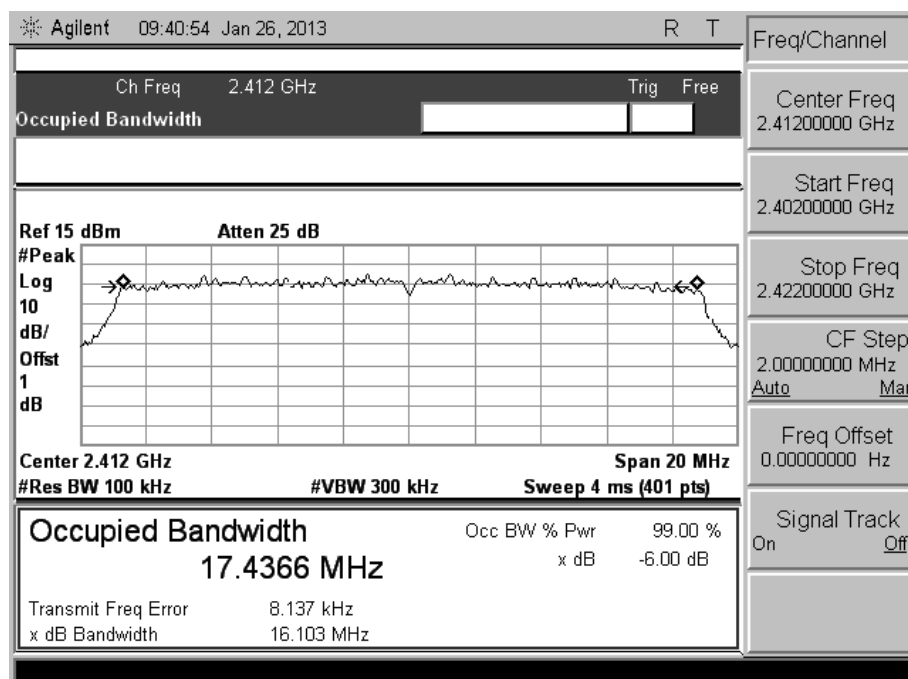 Agilent 09:40:54 Jan 26, 2013 R T
Ch Freq 2.412 GHz Trig Free
Occupied Bandwidth
Ref 15 dBm Atten 25 dB
#Peak
Log
10
dB/
Offst
1
dB
Center 2.412 GHz Span 20 MHz
#Res BW 100 kHz #VBW 300 kHz Sweep 4 ms (401 pts)
Occupied Bandwidth
17.4366 MHz
Occ BW % Pwr 99.00 %
x dB -6.00 dB
Transmit Freq Error 8.137 kHz
x dB Bandwidth 16.103 MHz
Freq/Channel
Center Freq
2.41200000 GHz
Start Freq
2.40200000 GHz
Stop Freq
2.42200000 GHz
CF Step
2.00000000 MHz
Auto Mar
Freq Offset
0.00000000 Hz
Signal Track
On Off